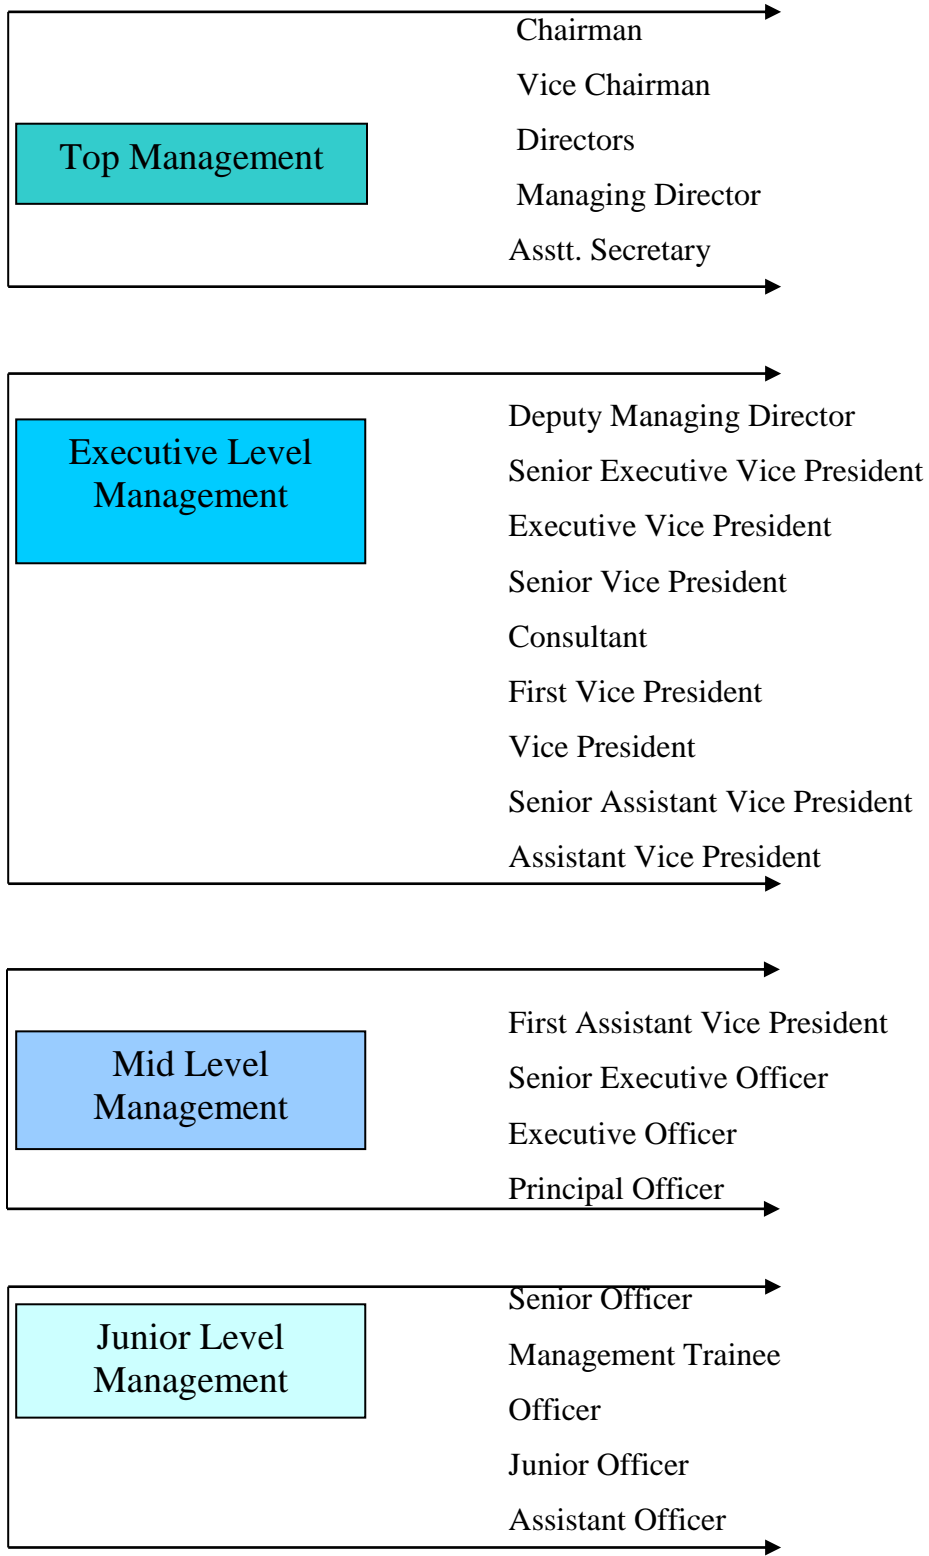 Chairman
Vice Chairman
Top Management
Directors
Managing Director
Asstt. Secretary
Executive Level
Management
Deputy Managing Director
Senior Executive Vice President
Executive Vice President
Senior Vice President
Consultant
First Vice President
Vice President
Senior Assistant Vice President
Assistant Vice President
Mid Level
Management
First Assistant Vice President
Senior Executive Officer
Executive Officer
Principal Officer
Junior Level
Management
Senior Officer
Management Trainee
Officer
Junior Officer
Assistant Officer